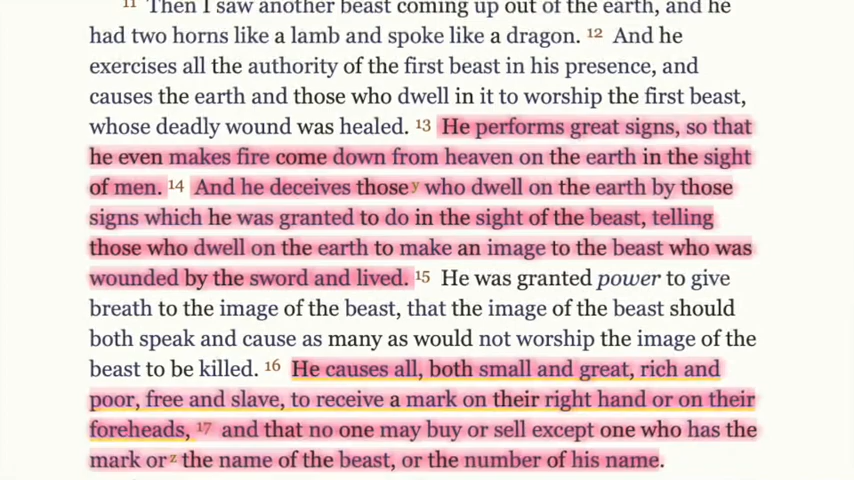 11 Then I saw another beast coming up out of the earth, and he
had two horns like a lamb and spoke like a dragon. 12 And he
exercises all the authority of the first beast in his presence, and
causes the earth and those who dwell in it to worship the first beast,
whose deadly wound was healed. 13 He performs great signs, so that
he even makes fire come down from heaven on the earth in the sight
of men. 14 And he deceives those y who dwell on the earth by those
signs which he was granted to do in the sight of the beast, telling
those who dwell on the earth to make an image to the beast who was
wounded by the sword and lived. 15 He was granted power to give
breath to the image of the beast, that the image of the beast should
both speak and cause as many as would not worship the image of the
beast to be killed. 16 He causes all, both small and great, rich and
poor, free and slave, to receive a mark on their right hand or on their
foreheads, 17 and that no one may buy or sell except one who has the
mark or z the name of the beast, or the number of his name.